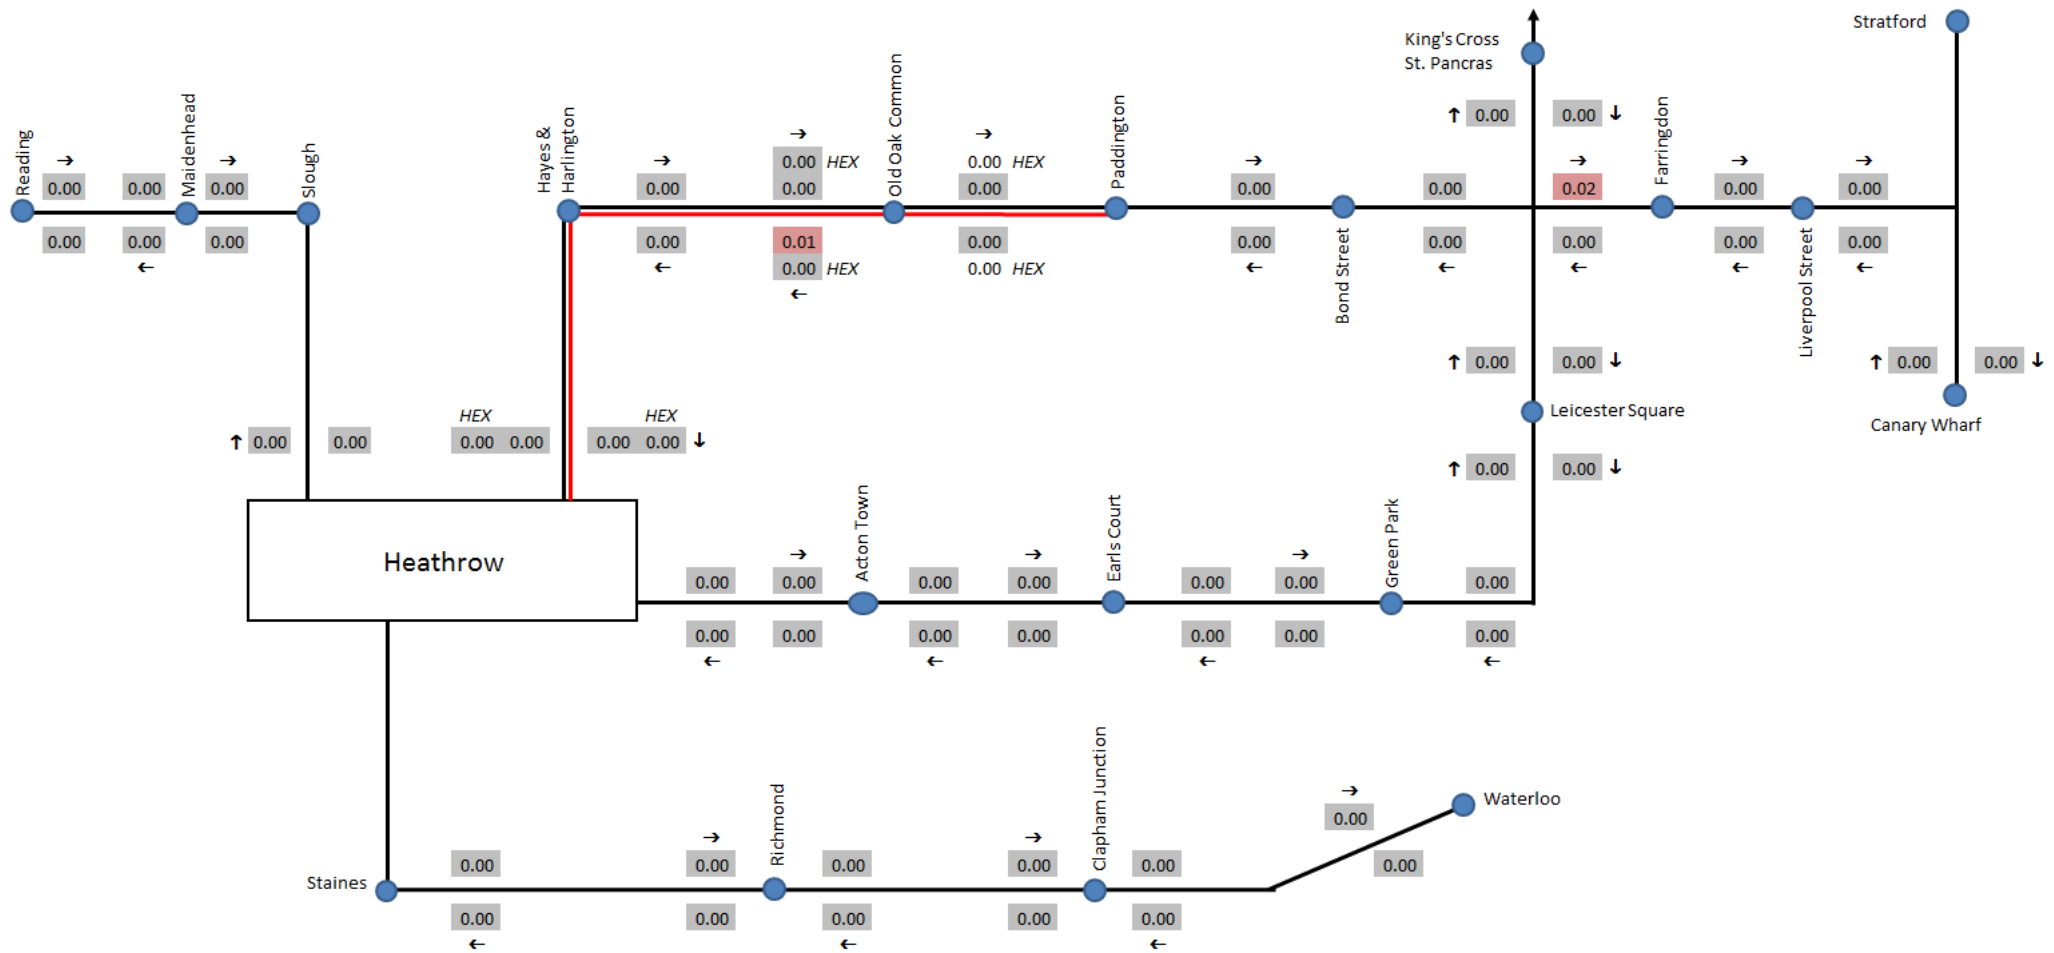 Stratford
King's Cross
St. Pancras
Reading
Maidenhead
Slough
Hayes &
Harlington
Old Oak Common
Paddington
Farringdon
↑ 0.00 0.00 ↓
→ → → → → → → → →
0.00 HEX 0.00 HEX
0.00 0.00 0.00 0.00 0.00 0.00 0.00 0.00 0.02 0.00 0.00
0.00 0.00 0.00 0.00 0.01 0.00 0.00 0.00 0.00 0.00 0.00
0.00 HEX 0.00 HEX
← ← ← ← ← ← ← ←
Bond Street
Liverpool Street
↑ 0.00 0.00 ↓
↑ 0.00 0.00 ↓
Leicester Square
Canary Wharf
HEX HEX
↑ 0.00 0.00 0.00 0.00 0.00 0.00 ↓
↑ 0.00 0.00 ↓
Heathrow
Acton Town
Earls Court
Green Park
→ → →
0.00 0.00 0.00 0.00 0.00 0.00 0.00
0.00 0.00 0.00 0.00 0.00 0.00 0.00
← ← ← ←
Richmond
Clapham Junction
→
0.00
Waterloo
→ →
0.00 0.00 0.00 0.00 0.00 0.00
Staines
0.00 0.00 0.00 0.00 0.00
← ← ←